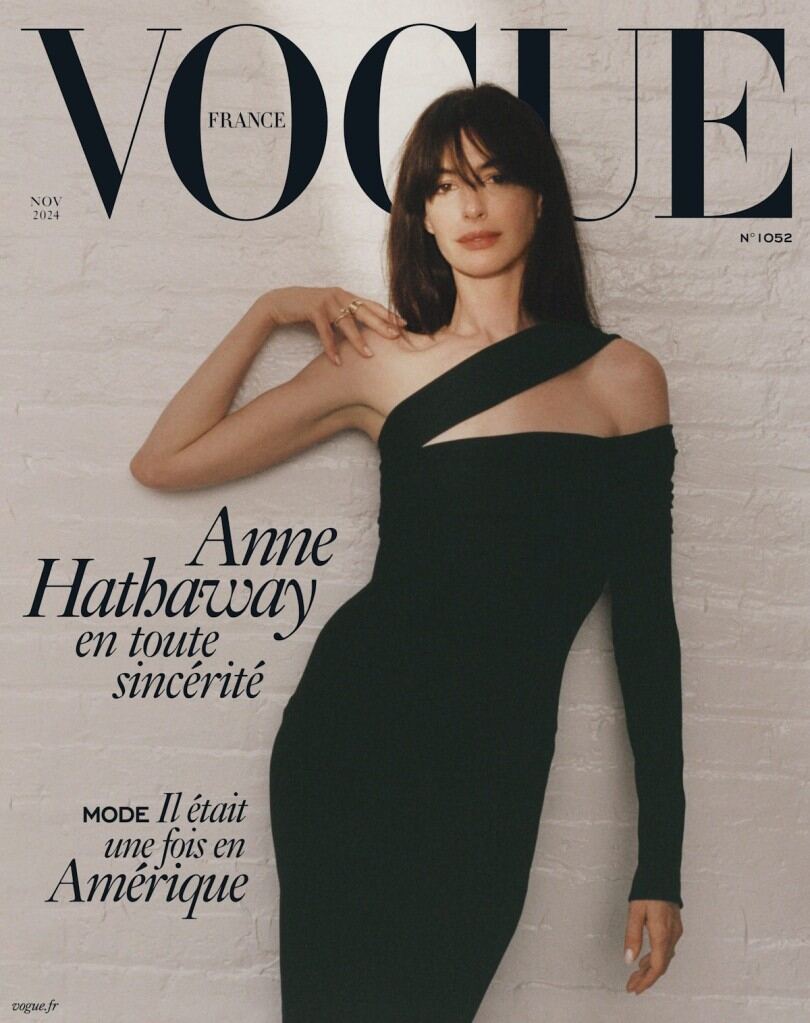 VOGUE
FRANCE
NOV
2024
N°1052
Anne
Hathaway
en toute
sincérité
MODE Il était
une fois en
Amérique
vogue.fr